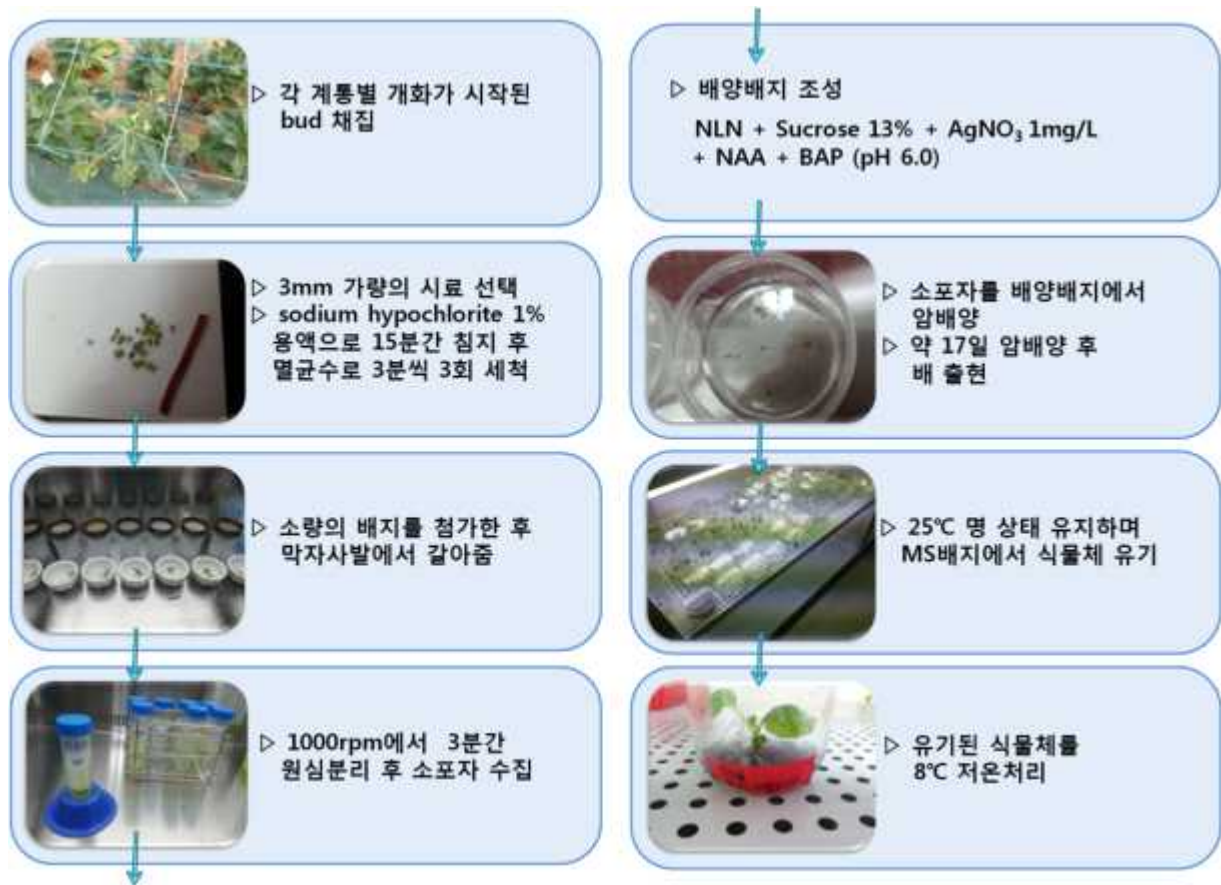 ▷ 각 계통별 개화가 시작된
bud 채집
▷ 3mm 가량의 시료 선택
▷ sodium hypochlorite 1%
용액으로 15분간 침지 후
멸균수로 3분씩 3회 세척
▷ 소량의 배지를 첨가한 후
막자사발에서 갈아줌
▷ 1000rpm에서 3분간
원심분리 후 소포자 수집
▷ 배양배지 조성
NLN + Sucrose 13% + AgNO₃ 1mg/L
+ NAA + BAP (pH 6.0)
▷ 소포자를 배양배지에서
암배양
▷ 약 17일 암배양 후
배 출현
▷ 25℃ 명 상태 유지하며
MS배지에서 식물체 유기
▷ 유기된 식물체를
8℃ 저온처리